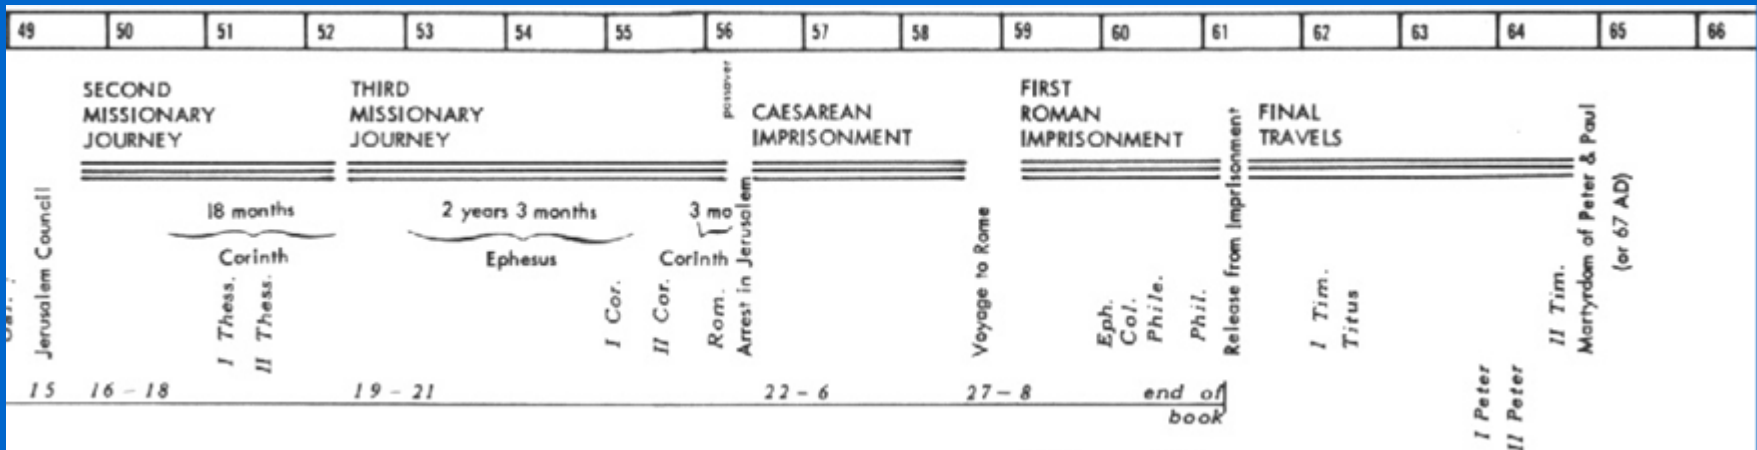 49 50 51 52 53 54 55 56 57 58 59 60 61 62 63 64 65 66
SECOND
MISSIONARY
JOURNEY
THIRD
MISSIONARY
JOURNEY
passover
CAESAREAN
IMPRISONMENT
FIRST
ROMAN
IMPRISONMENT
FINAL
TRAVELS
Jerusalem Council
18 months
Corinth
I Thess.
II Thess.
2 years 3 months
Ephesus
3 mo
Corinth
I Cor.
II Cor.
Rom.
Arrest in Jerusalem
Voyage to Rome
Eph.
Col.
Phile.
Phil.
Release from Imprisonment
I Tim.
Titus
II Tim.
Martyrdom of Peter & Paul
(or 67 AD)
15 16 - 18 19 - 21 22 - 6 27 - 8 end of
book
I Peter
II Peter